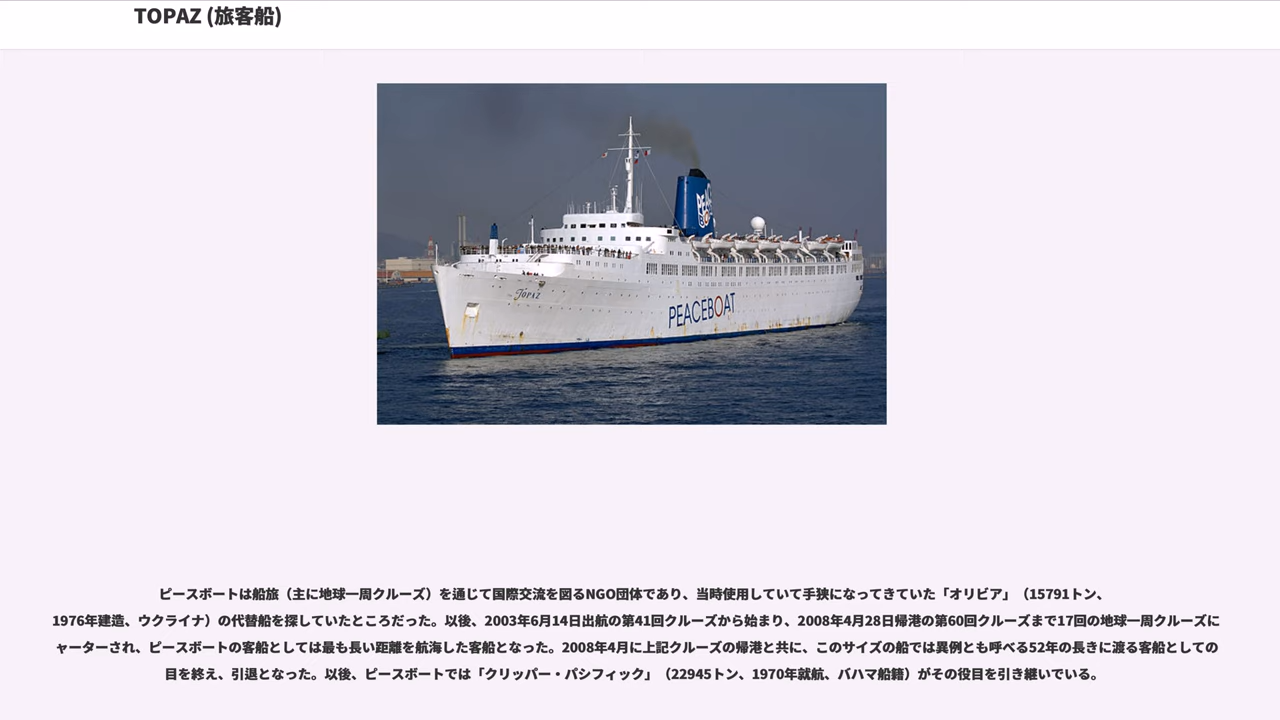 TOPAZ (旅客船)
TOPAZ
PEACEBOAT
ピースボートは船旅（主に地球一周クルーズ）を通じて国際交流を図るNGO団体であり、当時使用していて手狭になってきていた「オリビア」（15791トン、
1976年建造、ウクライナ）の代替船を探していたところだった。以後、2003年6月14日出航の第41回クルーズから始まり、2008年4月28日帰港の第60回クルーズまで17回の地球一周クルーズに
ャーターされ、ピースボートの客船としては最も長い距離を航海した客船となった。2008年4月に上記クルーズの帰港と共に、このサイズの船では異例とも呼べる52年の長きに渡る客船としての
目を終え、引退となった。以後、ピースボートでは「クリッパー・パシフィック」（22945トン、1970年就航、バハマ船籍）がその役目を引き継いでいる。